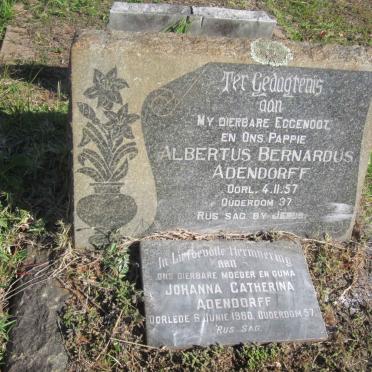 Ter Gedagtenis
aan
My dierbare Eggenoot
en Ons Pappie
Albertus Bernardus
Adendorff
Oorl. 4.11.57
Ouderdom 37
Rus sag by Jesus.
In Liefdevolle Herinnering
aan
ons dierbare moeder en ouma
Johanna Catherina
Adendorff
Oorlede 6 Junie 1980. Ouderdom 57.
Rus Sag.